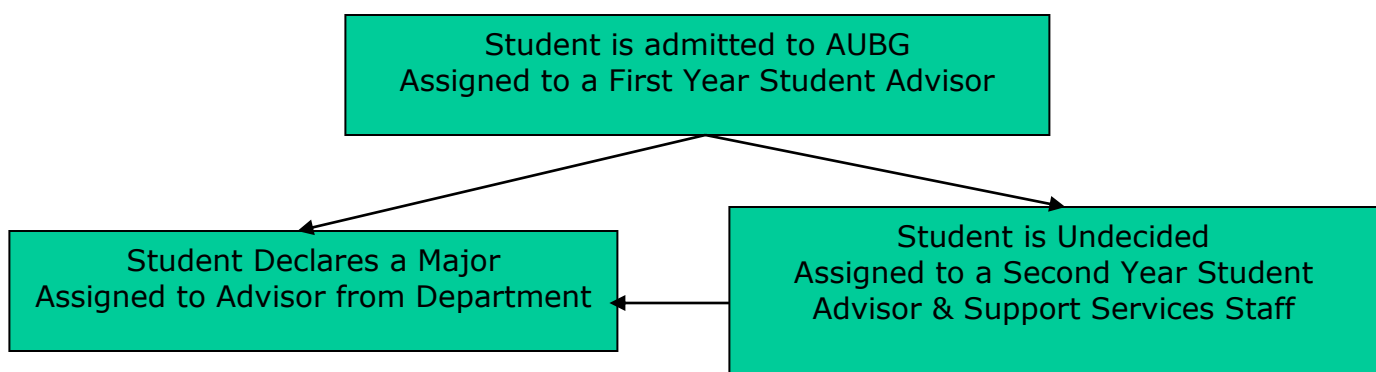 Student is admitted to AUBG
Assigned to a First Year Student Advisor
Student Declares a Major
Assigned to Advisor from Department
Student is Undecided
Assigned to a Second Year Student
Advisor & Support Services Staff